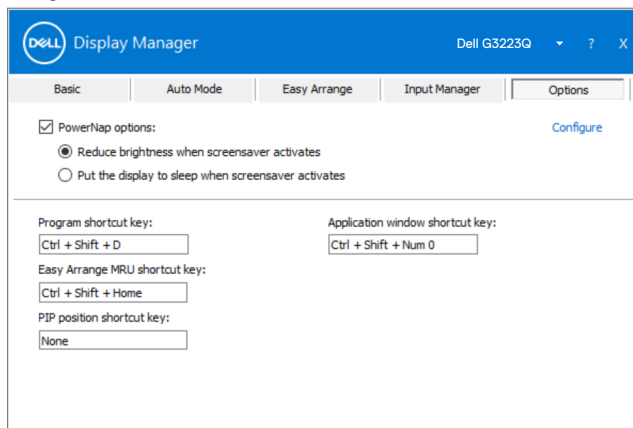 DELL Display Manager Dell G3223Q ? X
Basic Auto Mode Easy Arrange Input Manager Options
PowerNap options: Configure
Reduce brightness when screensaver activates
Put the display to sleep when screensaver activates
Program shortcut key: Application window shortcut key:
Ctrl + Shift + D Ctrl + Shift + Num 0
Easy Arrange MRU shortcut key:
Ctrl + Shift + Home
PIP position shortcut key:
None